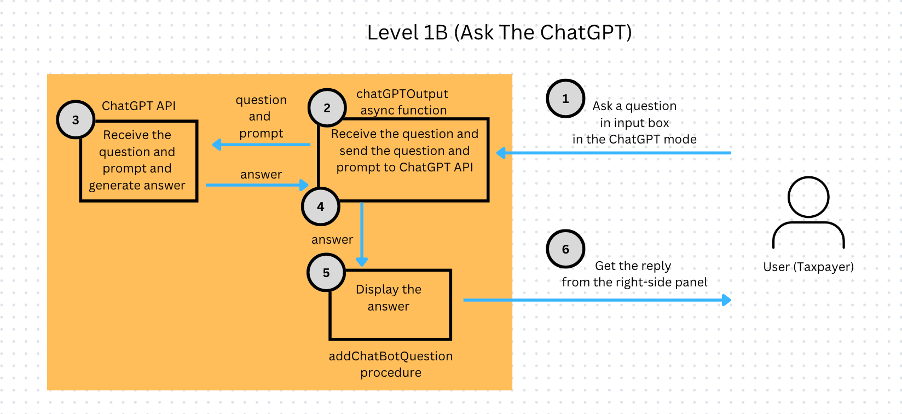 Level 1B (Ask The ChatGPT)
1
Ask a question
in input box
in the ChatGPT mode
2
chatGPTOutput
async function
Receive the question and
send the question and
prompt to ChatGPT API
question
and
prompt
3
ChatGPT API
Receive the
question and
prompt and
generate answer
answer
4
answer
5
Display the
answer
addChatBotQuestion
procedure
6
Get the reply
from the right-side panel
User (Taxpayer)